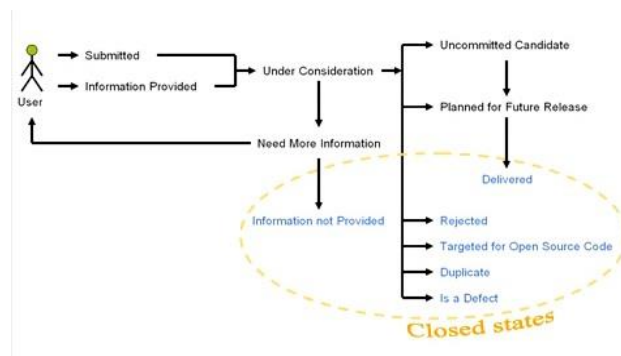 Submitted
Uncommitted Candidate
Under Consideration
Information Provided
User
Planned for Future Release
Need More Information
Delivered
Information not Provided
Rejected
Targeted for Open Source Code
Duplicate
Is a Defect
Closed states